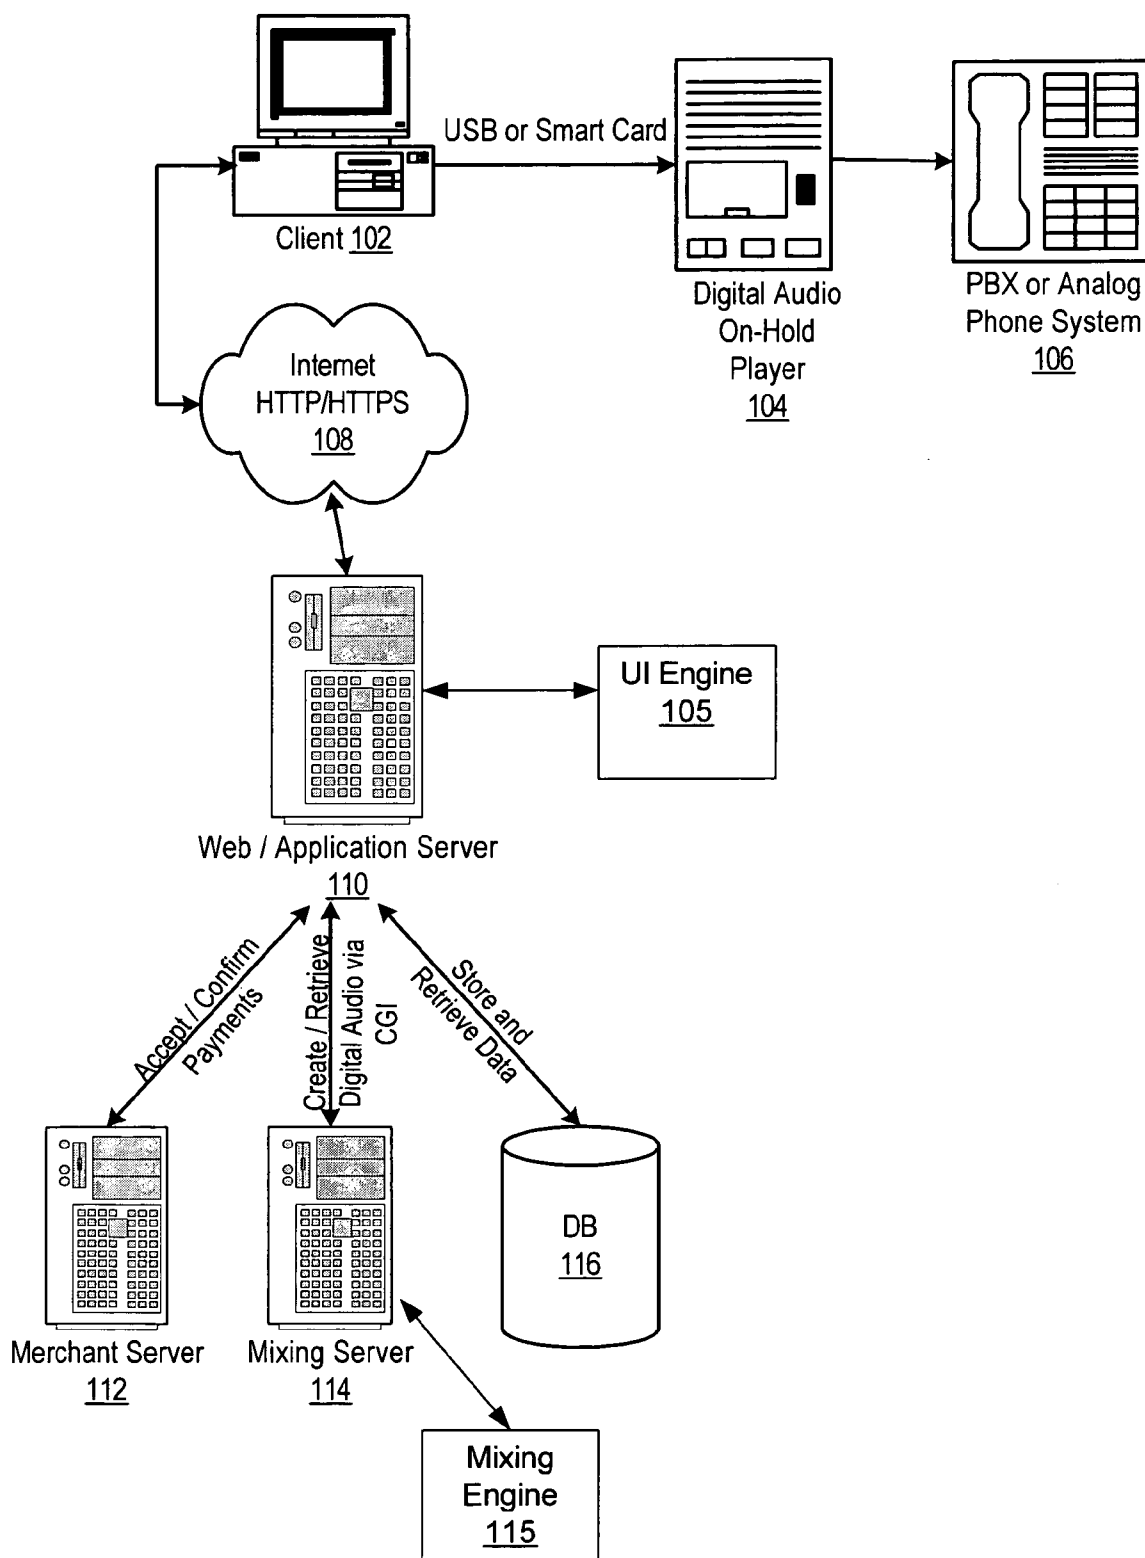 USB or Smart Card
Client 102
Digital Audio
On-Hold
Player
104
PBX or Analog
Phone System
106
Internet
HTTP/HTTPS
108
UI Engine
105
Web / Application Server
110
Accept / Confirm
Payments
Create / Retrieve
Digital Audio via
CGI
Store and
Retrieve Data
DB
116
Merchant Server
112
Mixing Server
114
Mixing
Engine
115